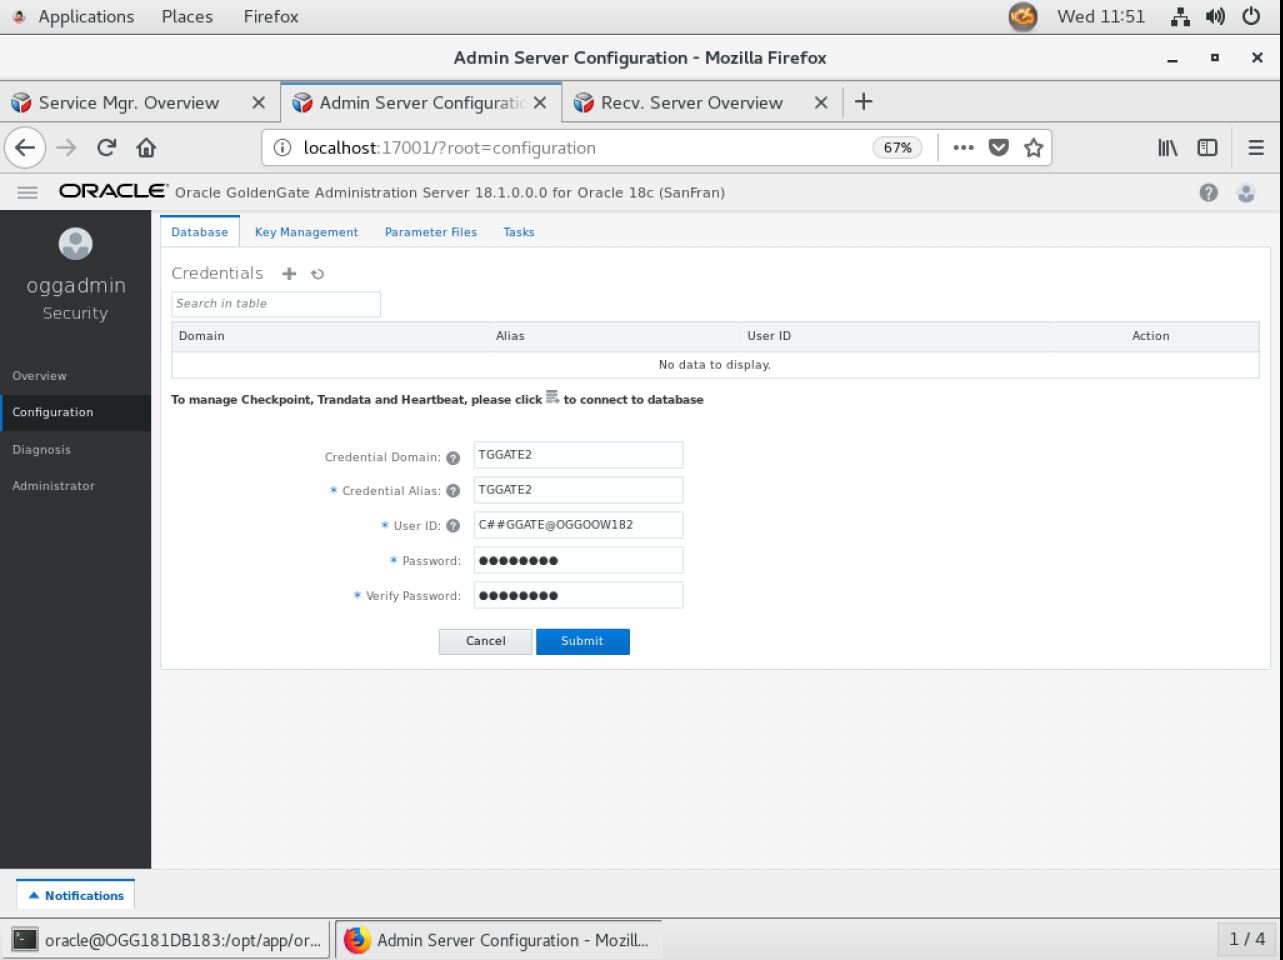 Applications Places Firefox Wed 11:51
Admin Server Configuration - Mozilla Firefox
Service Mgr. Overview Admin Server Configuratio Recv. Server Overview
localhost:17001/?root=configuration 67%
ORACLE Oracle GoldenGate Administration Server 18.1.0.0.0 for Oracle 18c (SanFran)
oggadmin
Security
Overview
Configuration
Diagnosis
Administrator
Database Key Management Parameter Files Tasks
Credentials
Search in table
Domain Alias User ID Action
No data to display.
To manage Checkpoint, Trandata and Heartbeat, please click to connect to database
Credential Domain: TGGATE2
* Credential Alias: TGGATE2
* User ID: C##GGATE@OGGOOW182
* Password: ●●●●●●●●
* Verify Password: ●●●●●●●●
Cancel Submit
Notifications
oracle@OGG181DB183:/opt/app/or... Admin Server Configuration - Mozill... 1 / 4